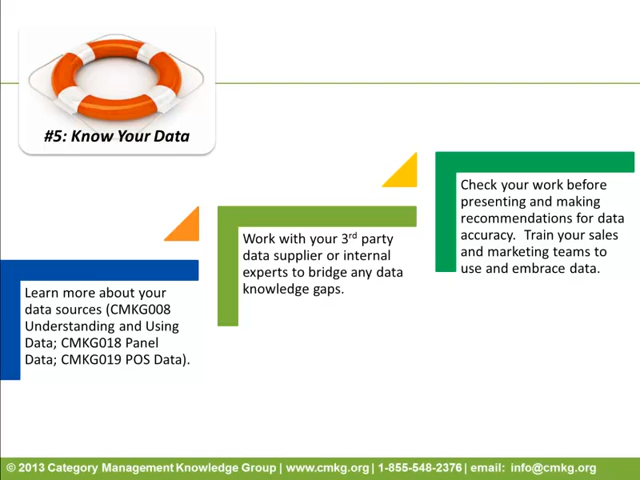 #5: Know Your Data
Learn more about your
data sources (CMKG008
Understanding and Using
Data; CMKG018 Panel
Data; CMKG019 POS Data).
Work with your 3rd party
data supplier or internal
experts to bridge any data
knowledge gaps.
Check your work before
presenting and making
recommendations for data
accuracy.  Train your sales
and marketing teams to
use and embrace data.
© 2013 Category Management Knowledge Group | www.cmkg.org | 1-855-548-2376 | email:  info@cmkg.org